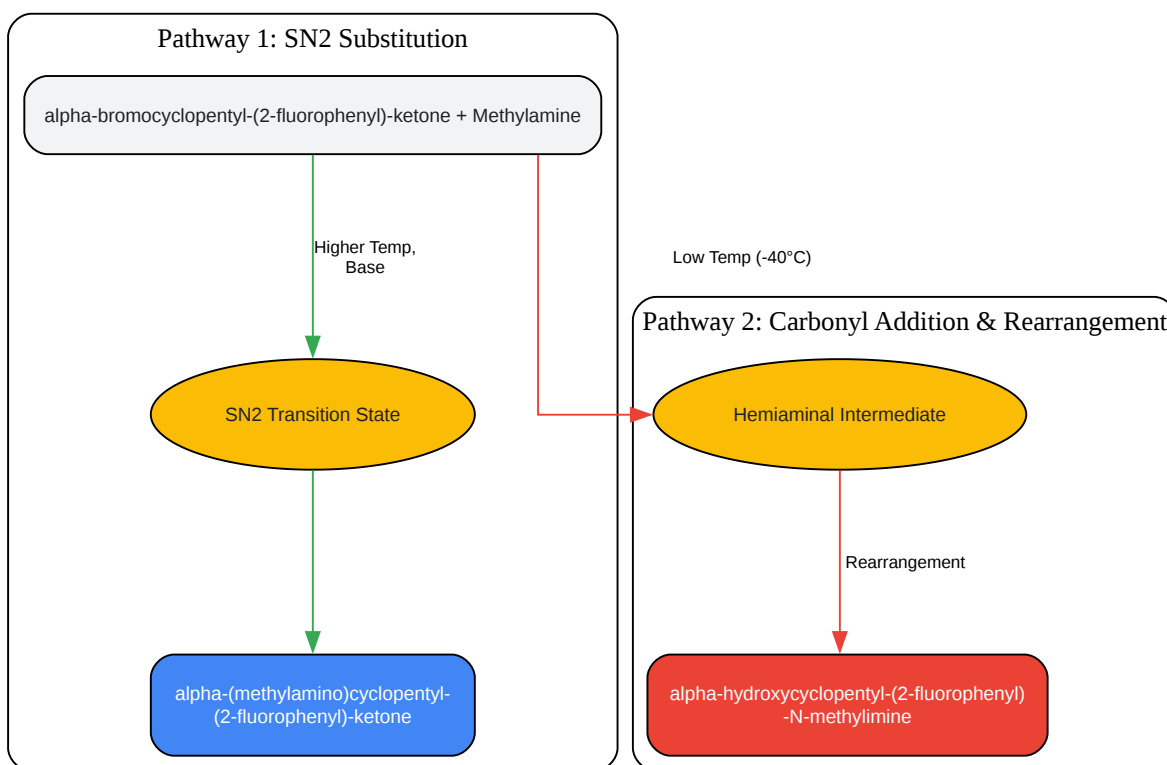 Pathway 1: SN2 Substitution
alpha-bromocyclopentyl-(2-fluorophenyl)-ketone + Methylamine
Higher Temp,
Base
Low Temp (-40°C)
Pathway 2: Carbonyl Addition & Rearrangement
SN2 Transition State
Hemiaminal Intermediate
Rearrangement
alpha-(methylamino)cyclopentyl-
(2-fluorophenyl)-ketone
alpha-hydroxycyclopentyl-(2-fluorophenyl)
-N-methylimine